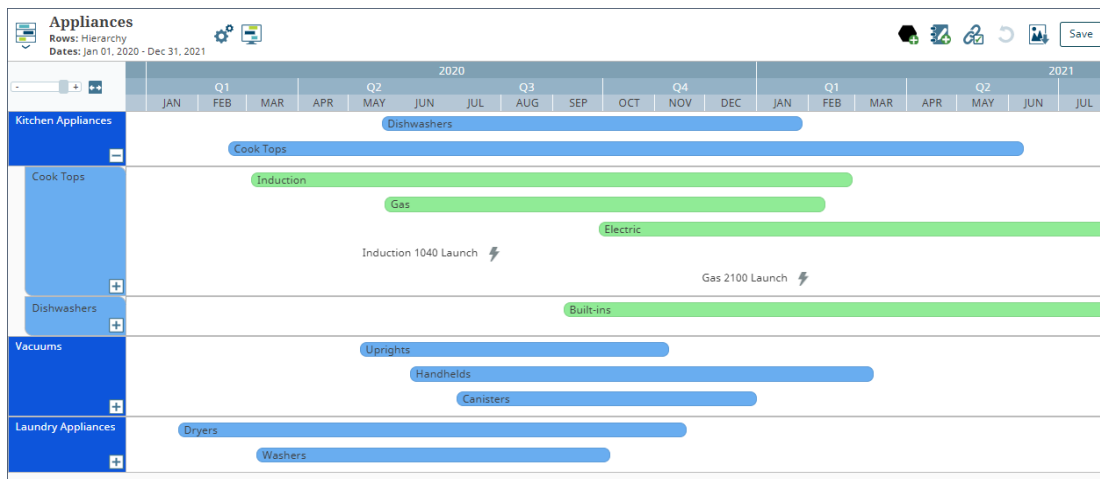 Appliances
Rows: Hierarchy
Dates: Jan 01, 2020 - Dec 31, 2021
Save
- +
2020 2021
Q1 Q2 Q3 Q4 Q1 Q2
JAN FEB MAR APR MAY JUN JUL AUG SEP OCT NOV DEC JAN FEB MAR APR MAY JUN JUL
Kitchen Appliances
Dishwashers
Cook Tops
Cook Tops
Induction
Gas
Electric
Induction 1040 Launch
Gas 2100 Launch
Dishwashers
Built-ins
Vacuums
Uprights
Handhelds
Canisters
Laundry Appliances
Dryers
Washers